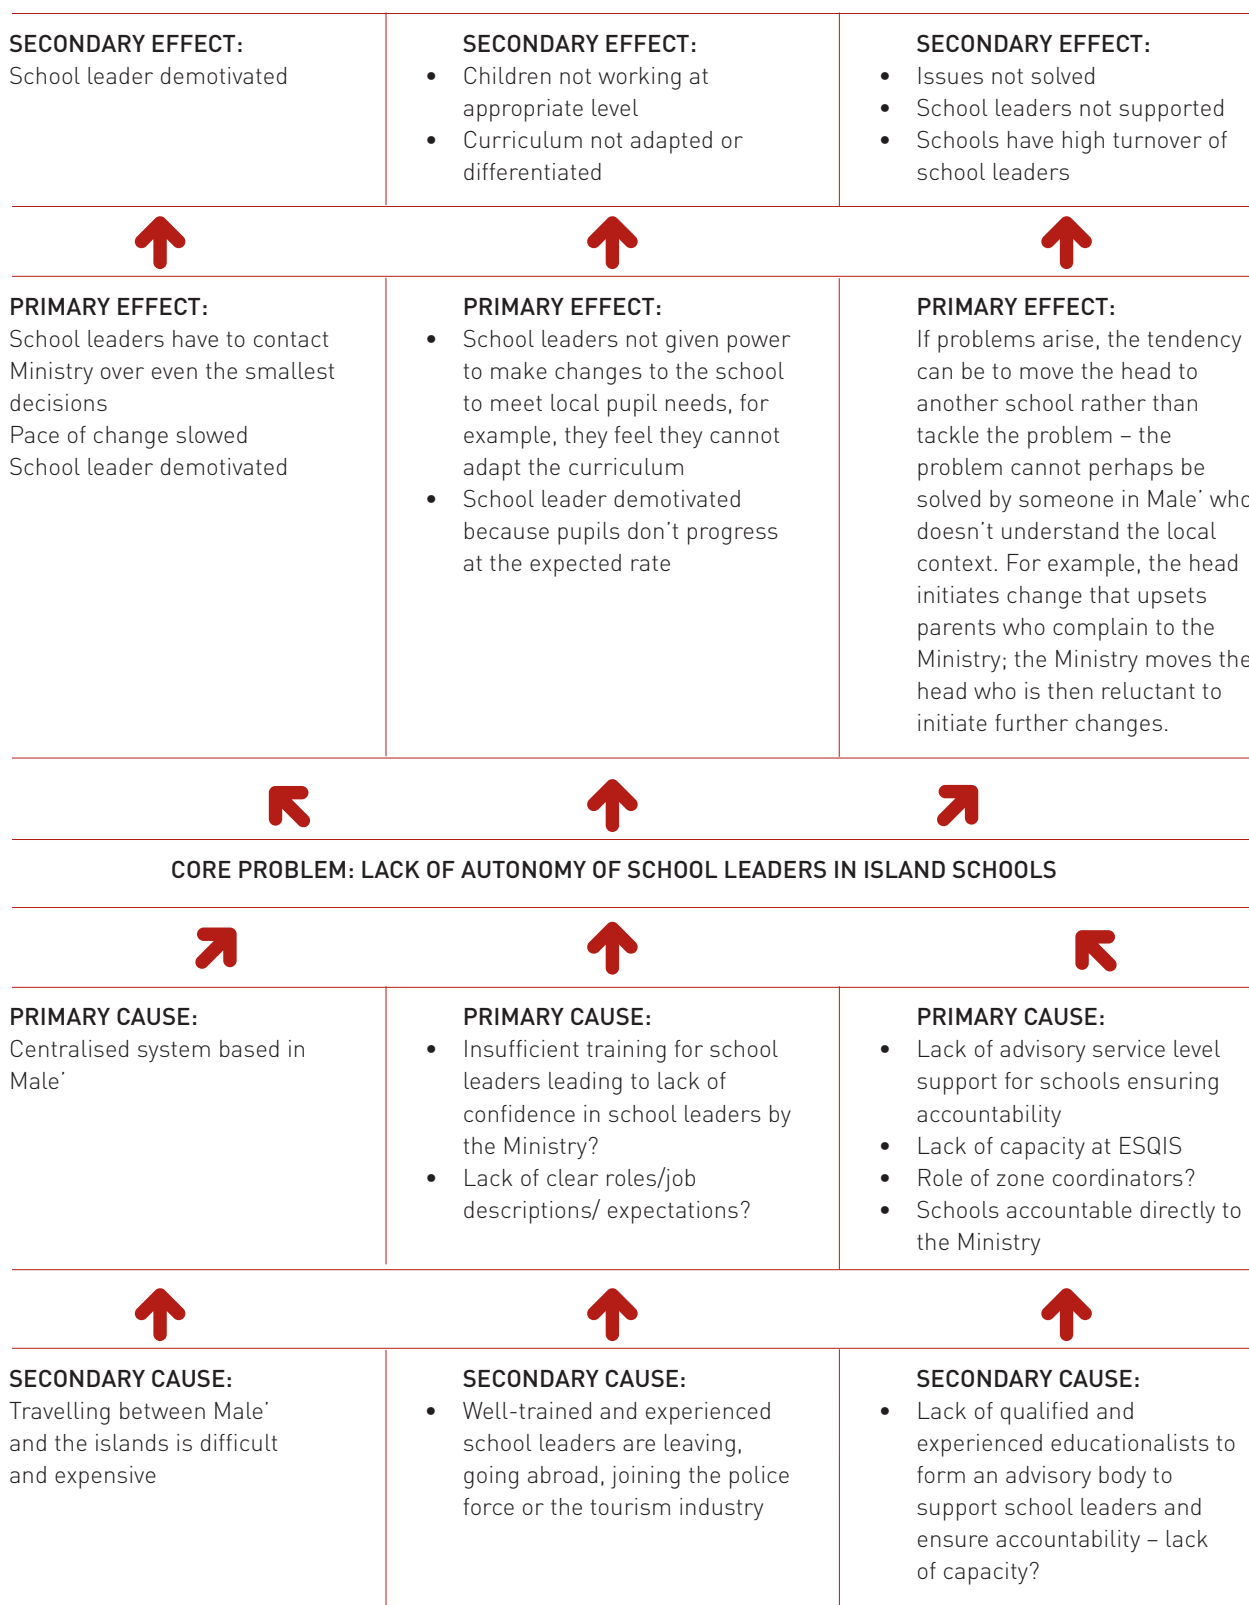 SECONDARY EFFECT:
School leader demotivated
SECONDARY EFFECT:
• Children not working at
appropriate level
• Curriculum not adapted or
differentiated
SECONDARY EFFECT:
• Issues not solved
• School leaders not supported
• Schools have high turnover of
school leaders
PRIMARY EFFECT:
School leaders have to contact
Ministry over even the smallest
decisions
Pace of change slowed
School leader demotivated
PRIMARY EFFECT:
• School leaders not given power
to make changes to the school
to meet local pupil needs, for
example, they feel they cannot
adapt the curriculum
• School leader demotivated
because pupils don’t progress
at the expected rate
PRIMARY EFFECT:
If problems arise, the tendency
can be to move the head to
another school rather than
tackle the problem – the
problem cannot perhaps be
solved by someone in Male’ who
doesn’t understand the local
context. For example, the head
initiates change that upsets
parents who complain to the
Ministry; the Ministry moves the
head who is then reluctant to
initiate further changes.
CORE PROBLEM: LACK OF AUTONOMY OF SCHOOL LEADERS IN ISLAND SCHOOLS
PRIMARY CAUSE:
Centralised system based in
Male’
PRIMARY CAUSE:
• Insufficient training for school
leaders leading to lack of
confidence in school leaders by
the Ministry?
• Lack of clear roles/job
descriptions/ expectations?
PRIMARY CAUSE:
• Lack of advisory service level
support for schools ensuring
accountability
• Lack of capacity at ESQIS
• Role of zone coordinators?
• Schools accountable directly to
the Ministry
SECONDARY CAUSE:
Travelling between Male’
and the islands is difficult
and expensive
SECONDARY CAUSE:
• Well-trained and experienced
school leaders are leaving,
going abroad, joining the police
force or the tourism industry
SECONDARY CAUSE:
• Lack of qualified and
experienced educationalists to
form an advisory body to
support school leaders and
ensure accountability – lack
of capacity?